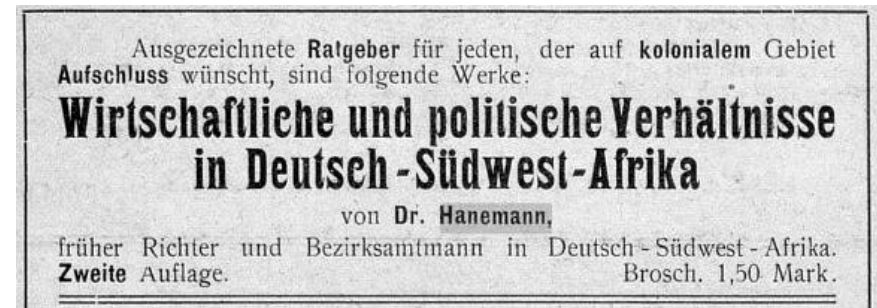 Ausgezeichnete Ratgeber für jeden, der auf kolonialem Gebiet
Aufschluss wünscht, sind folgende Werke:
Wirtschaftliche und politische Verhältnisse
in Deutsch-Südwest-Afrika
von Dr. Hanemann,
früher Richter und Bezirksamtmann in Deutsch-Südwest-Afrika.
Zweite Auflage. Brosch. 1,50 Mark.